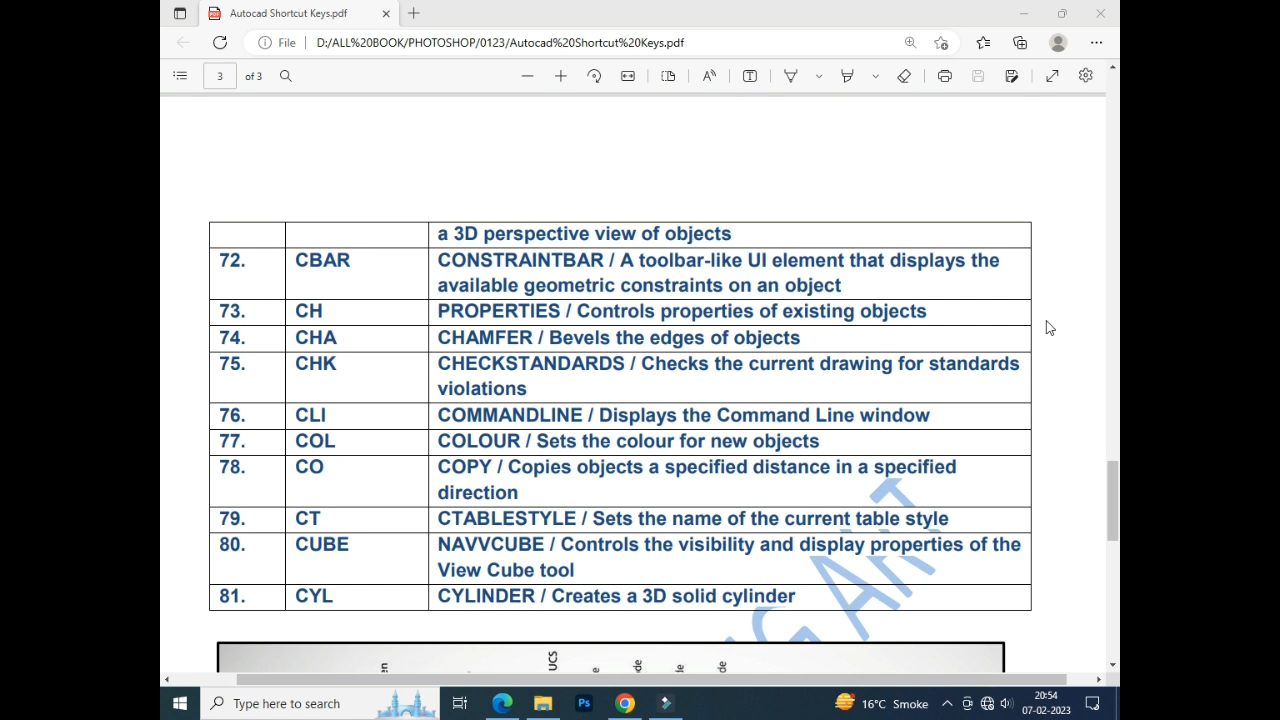 Autocad Shortcut Keys.pdf
File
D:/ALL%20BOOK/PHOTOSHOP/0123/Autocad%20Shortcut%20Keys.pdf
3 of 3
a 3D perspective view of objects
72. CBAR CONSTRAINTBAR / A toolbar-like UI element that displays the
available geometric constraints on an object
73. CH PROPERTIES / Controls properties of existing objects
74. CHA CHAMFER / Bevels the edges of objects
75. CHK CHECKSTANDARDS / Checks the current drawing for standards
violations
76. CLI COMMANDLINE / Displays the Command Line window
77. COL COLOUR / Sets the colour for new objects
78. CO COPY / Copies objects a specified distance in a specified
direction
79. CT CTABLESTYLE / Sets the name of the current table style
80. CUBE NAVVCUBE / Controls the visibility and display properties of the
View Cube tool
81. CYL CYLINDER / Creates a 3D solid cylinder
G ART
UCS
Type here to search
Ps
16°C Smoke
20:54
07-02-2023